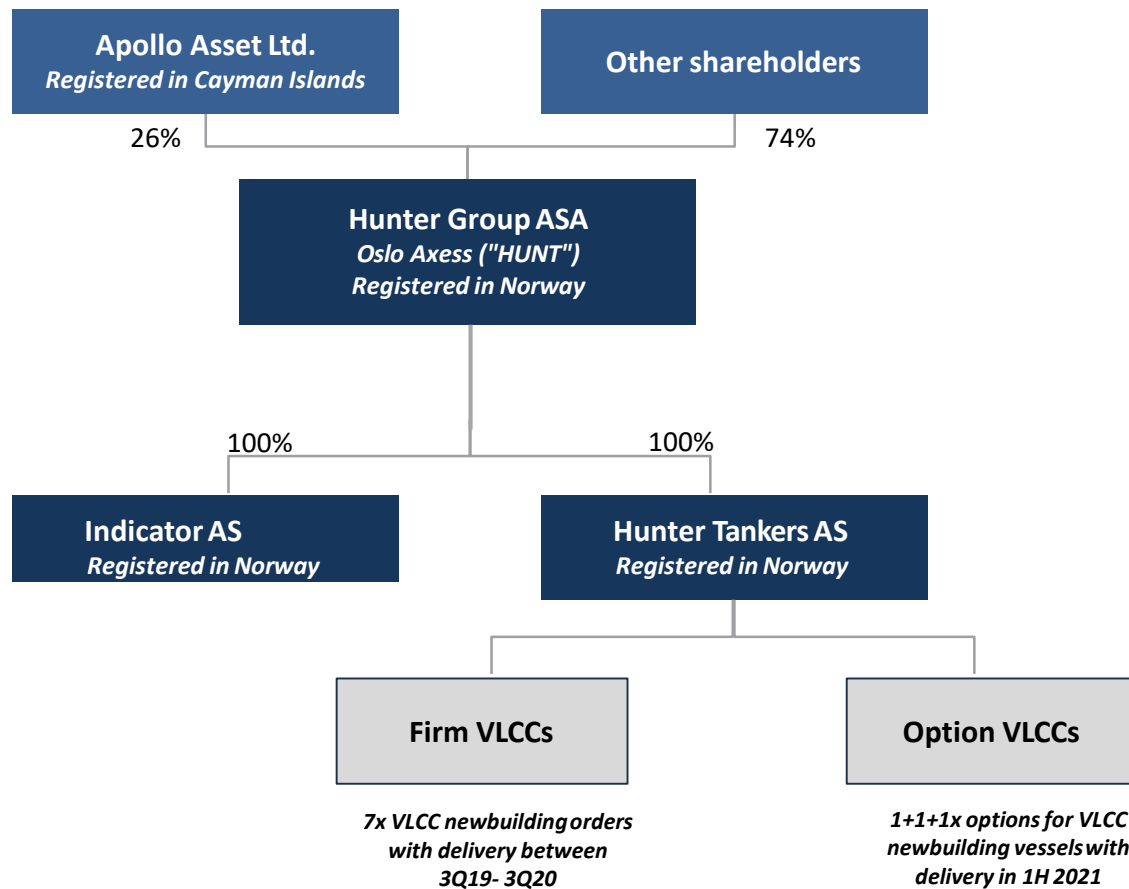 Apollo Asset Ltd.
Registered in Cayman Islands
Other shareholders
26%
74%
Hunter Group ASA
Oslo Axess ("HUNT")
Registered in Norway
100%
100%
Indicator AS
Registered in Norway
Hunter Tankers AS
Registered in Norway
Firm VLCCs
Option VLCCs
7x VLCC newbuilding orders
with delivery between
3Q19- 3Q20
1+1+1x options for VLCC
newbuilding vessels with
delivery in 1H 2021